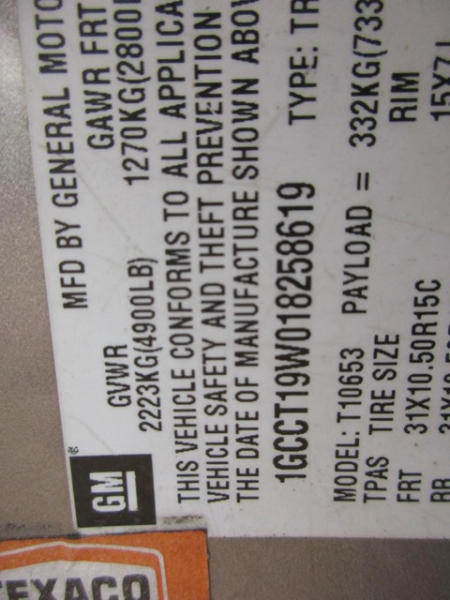 MFD BY GENERAL MOTO
GVWR GAWR FRT
2223KG(4900LB) 1270KG(2800
THIS VEHICLE CONFORMS TO ALL APPLICA
VEHICLE SAFETY AND THEFT PREVENTION
THE DATE OF MANUFACTURE SHOWN ABOV
1GCCT19W018258619 TYPE: TR
MODEL: T10653 PAYLOAD = 332KG(733
TPAS TIRE SIZE RIM
FRT 31X10.50R15C 15X7J
RR
GM
TEXACO